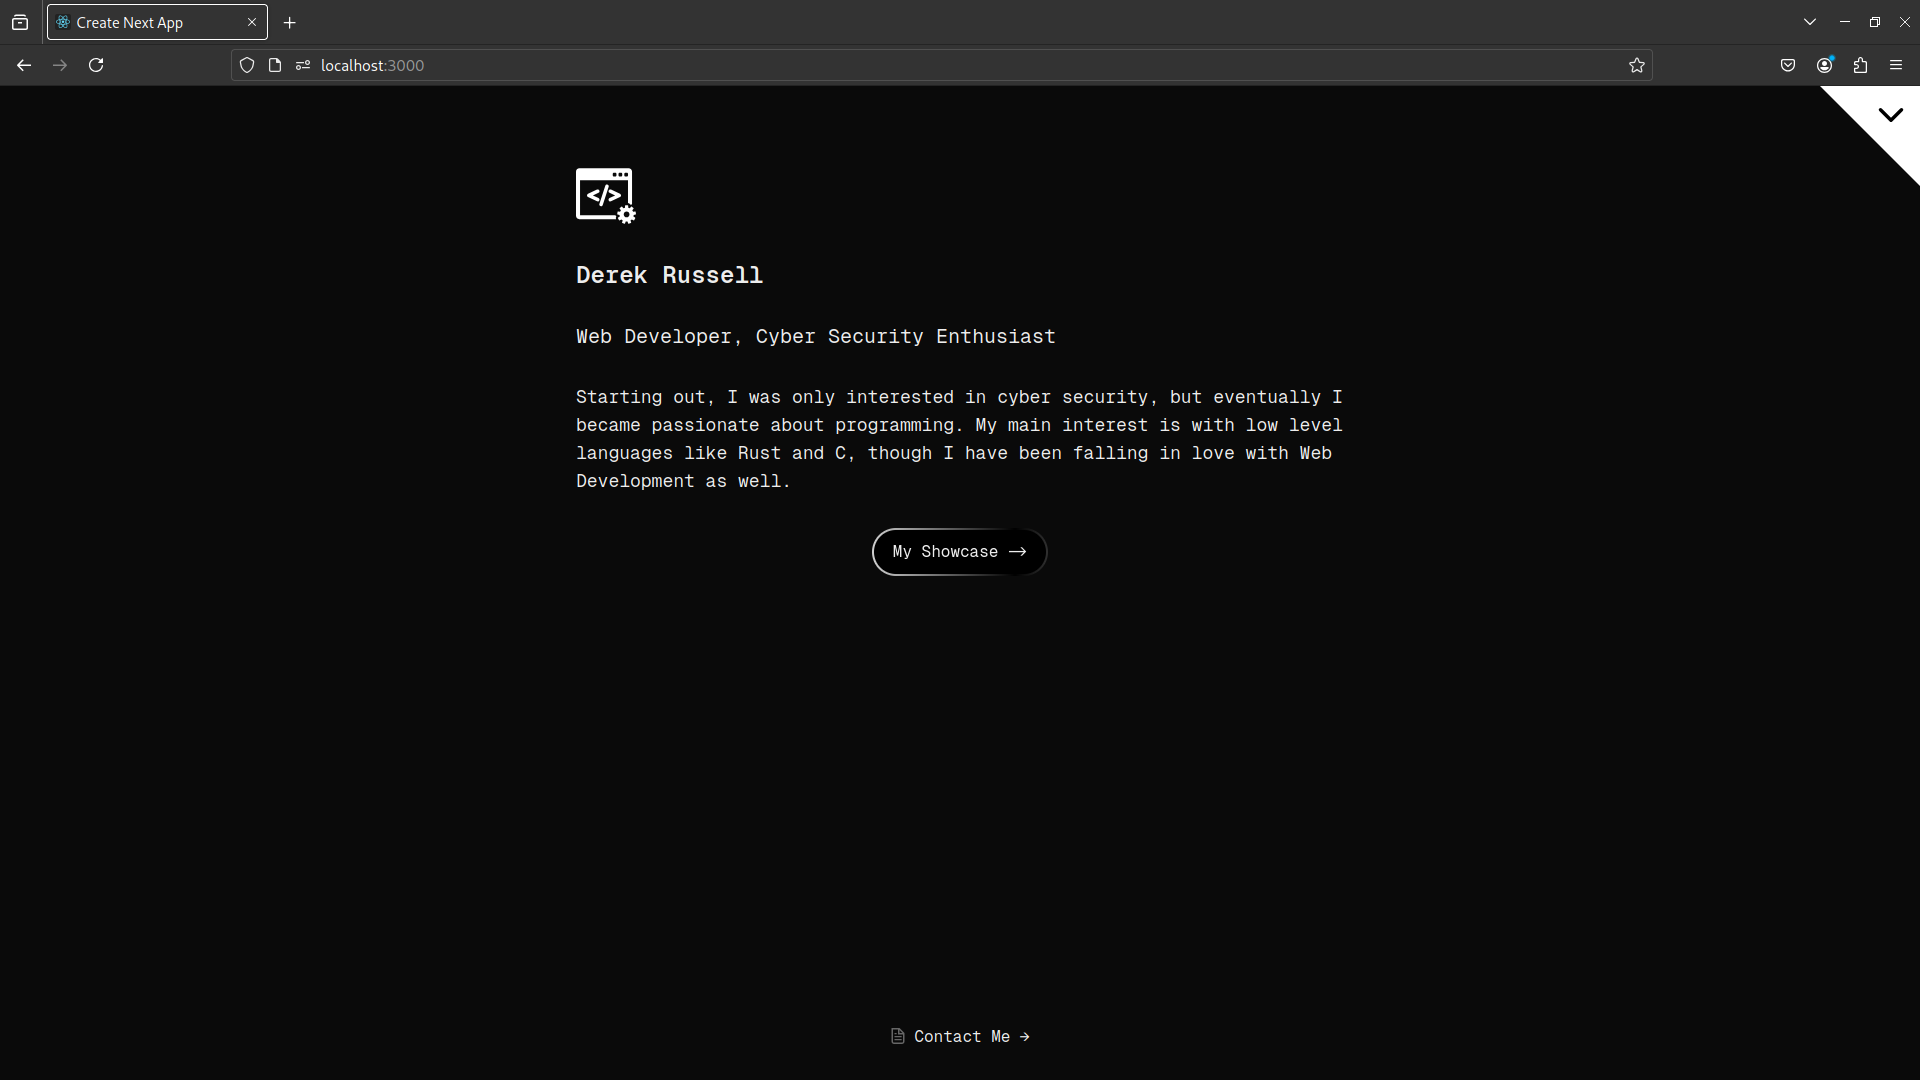 Create Next App
localhost:3000
</>
Derek Russell
Web Developer, Cyber Security Enthusiast
Starting out, I was only interested in cyber security, but eventually I
became passionate about programming. My main interest is with low level
languages like Rust and C, though I have been falling in love with Web
Development as well.
My Showcase →
Contact Me →